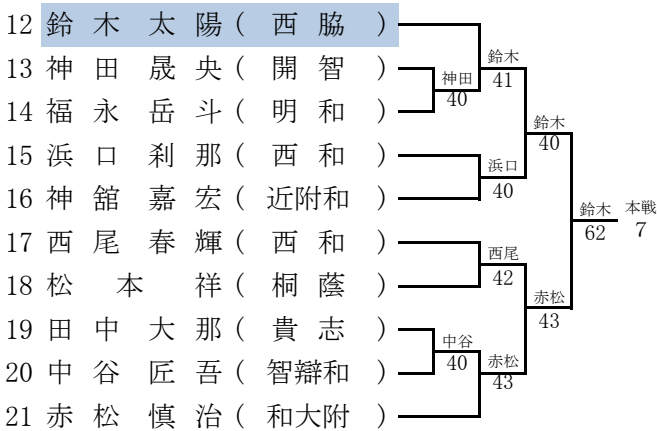 12 鈴木太陽(西脇)
13 神田晟央(開智)
14 福永岳斗(明和)
15 浜口刹那(西和)
16 神舘嘉宏(近附和)
17 西尾春輝(西和)
18 松本祥(桐蔭)
19 田中大那(貴志)
20 中谷匠吾(智辯和)
21 赤松慎治(和大附)
神田
40
鈴木
41
浜口
40
鈴木
40
西尾
42
中谷
40
赤松
43
赤松
43
鈴木
62
本戦
7